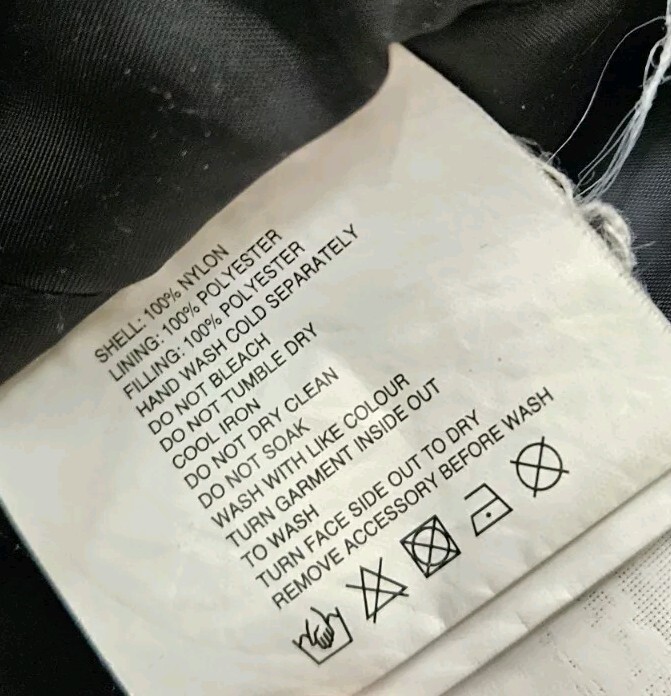 SHELL: 100% NYLON
LINING: 100% POLYESTER
FILLING: 100% POLYESTER
HAND WASH COLD SEPARATELY
DO NOT BLEACH
DO NOT TUMBLE DRY
COOL IRON
DO NOT DRY CLEAN
DO NOT SOAK
WASH WITH LIKE COLOUR
TURN GARMENT INSIDE OUT
TO WASH
TURN FACE SIDE OUT TO DRY
REMOVE ACCESSORY BEFORE WASH